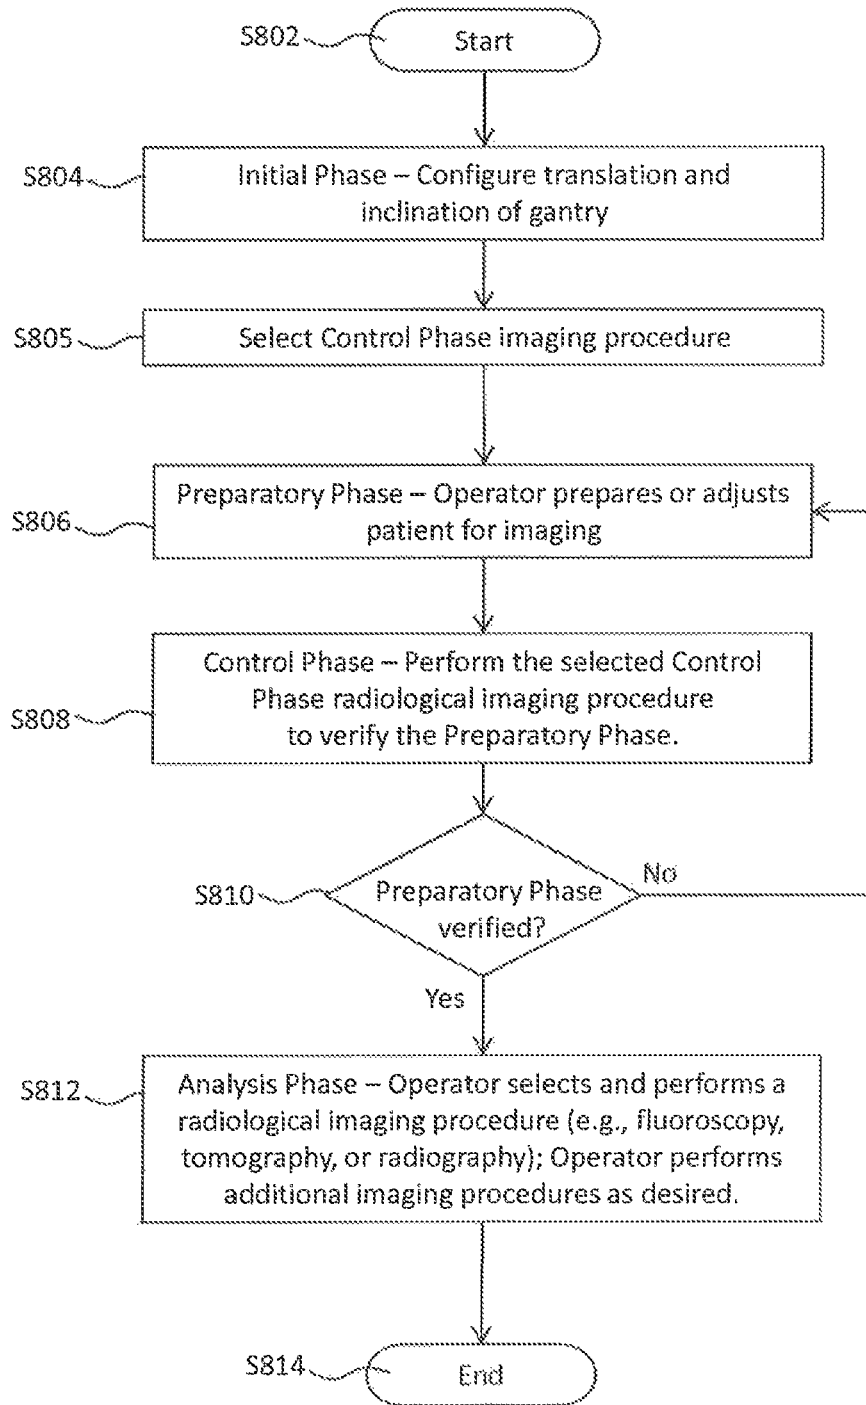 S802
Start
S804
Initial Phase – Configure translation and
inclination of gantry
S805
Select Control Phase imaging procedure
S806
Preparatory Phase – Operator prepares or adjusts
patient for imaging
S808
Control Phase – Perform the selected Control
Phase radiological imaging procedure
to verify the Preparatory Phase.
S810
Preparatory Phase
verified?
No
Yes
S812
Analysis Phase – Operator selects and performs a
radiological imaging procedure (e.g., fluoroscopy,
tomography, or radiography); Operator performs
additional imaging procedures as desired.
S814
End